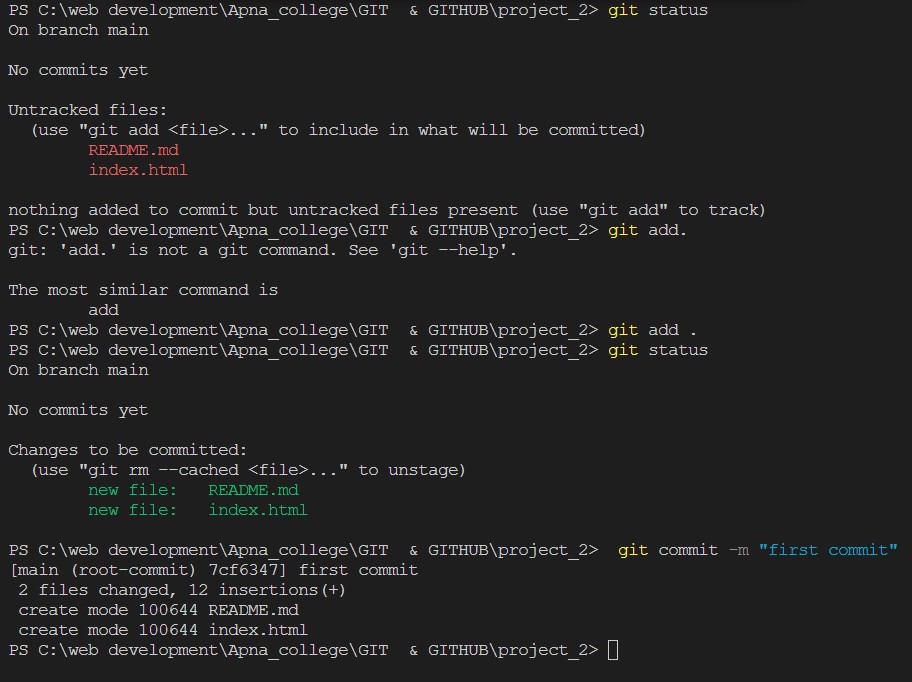 PS C:\web development\Apna_college\GIT  & GITHUB\project_2> git status
On branch main

No commits yet

Untracked files:
  (use "git add <file>..." to include in what will be committed)
        README.md
        index.html

nothing added to commit but untracked files present (use "git add" to track)
PS C:\web development\Apna_college\GIT  & GITHUB\project_2> git add.
git: 'add.' is not a git command. See 'git --help'.

The most similar command is
        add
PS C:\web development\Apna_college\GIT  & GITHUB\project_2> git add .
PS C:\web development\Apna_college\GIT  & GITHUB\project_2> git status
On branch main

No commits yet

Changes to be committed:
  (use "git rm --cached <file>..." to unstage)
        new file:   README.md
        new file:   index.html

PS C:\web development\Apna_college\GIT  & GITHUB\project_2>  git commit -m "first commit"
[main (root-commit) 7cf6347] first commit
 2 files changed, 12 insertions(+)
 create mode 100644 README.md
 create mode 100644 index.html
PS C:\web development\Apna_college\GIT  & GITHUB\project_2>